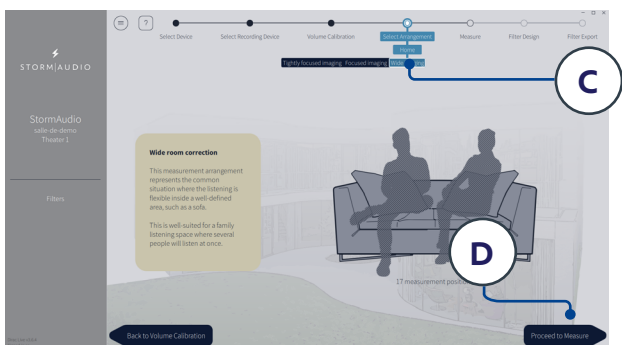 ?
Select Device
Select Recording Device
Volume Calibration
Select Arrangement
Measure
Filter Design
Filter Export
Home
Tightly focused imaging Focused imaging Wide
C
STORM|AUDIO
StormAudio
salle-de-demo
Theater 1
Filters
Wide room correction
This measurement arrangement
represents the common
situation where the listening is
flexible inside a well-defined
area, such as a sofa.
This is well-suited for a family
listening space where several
people will listen at once.
D
17 measurement
Back to Volume Calibration
Proceed to Measure